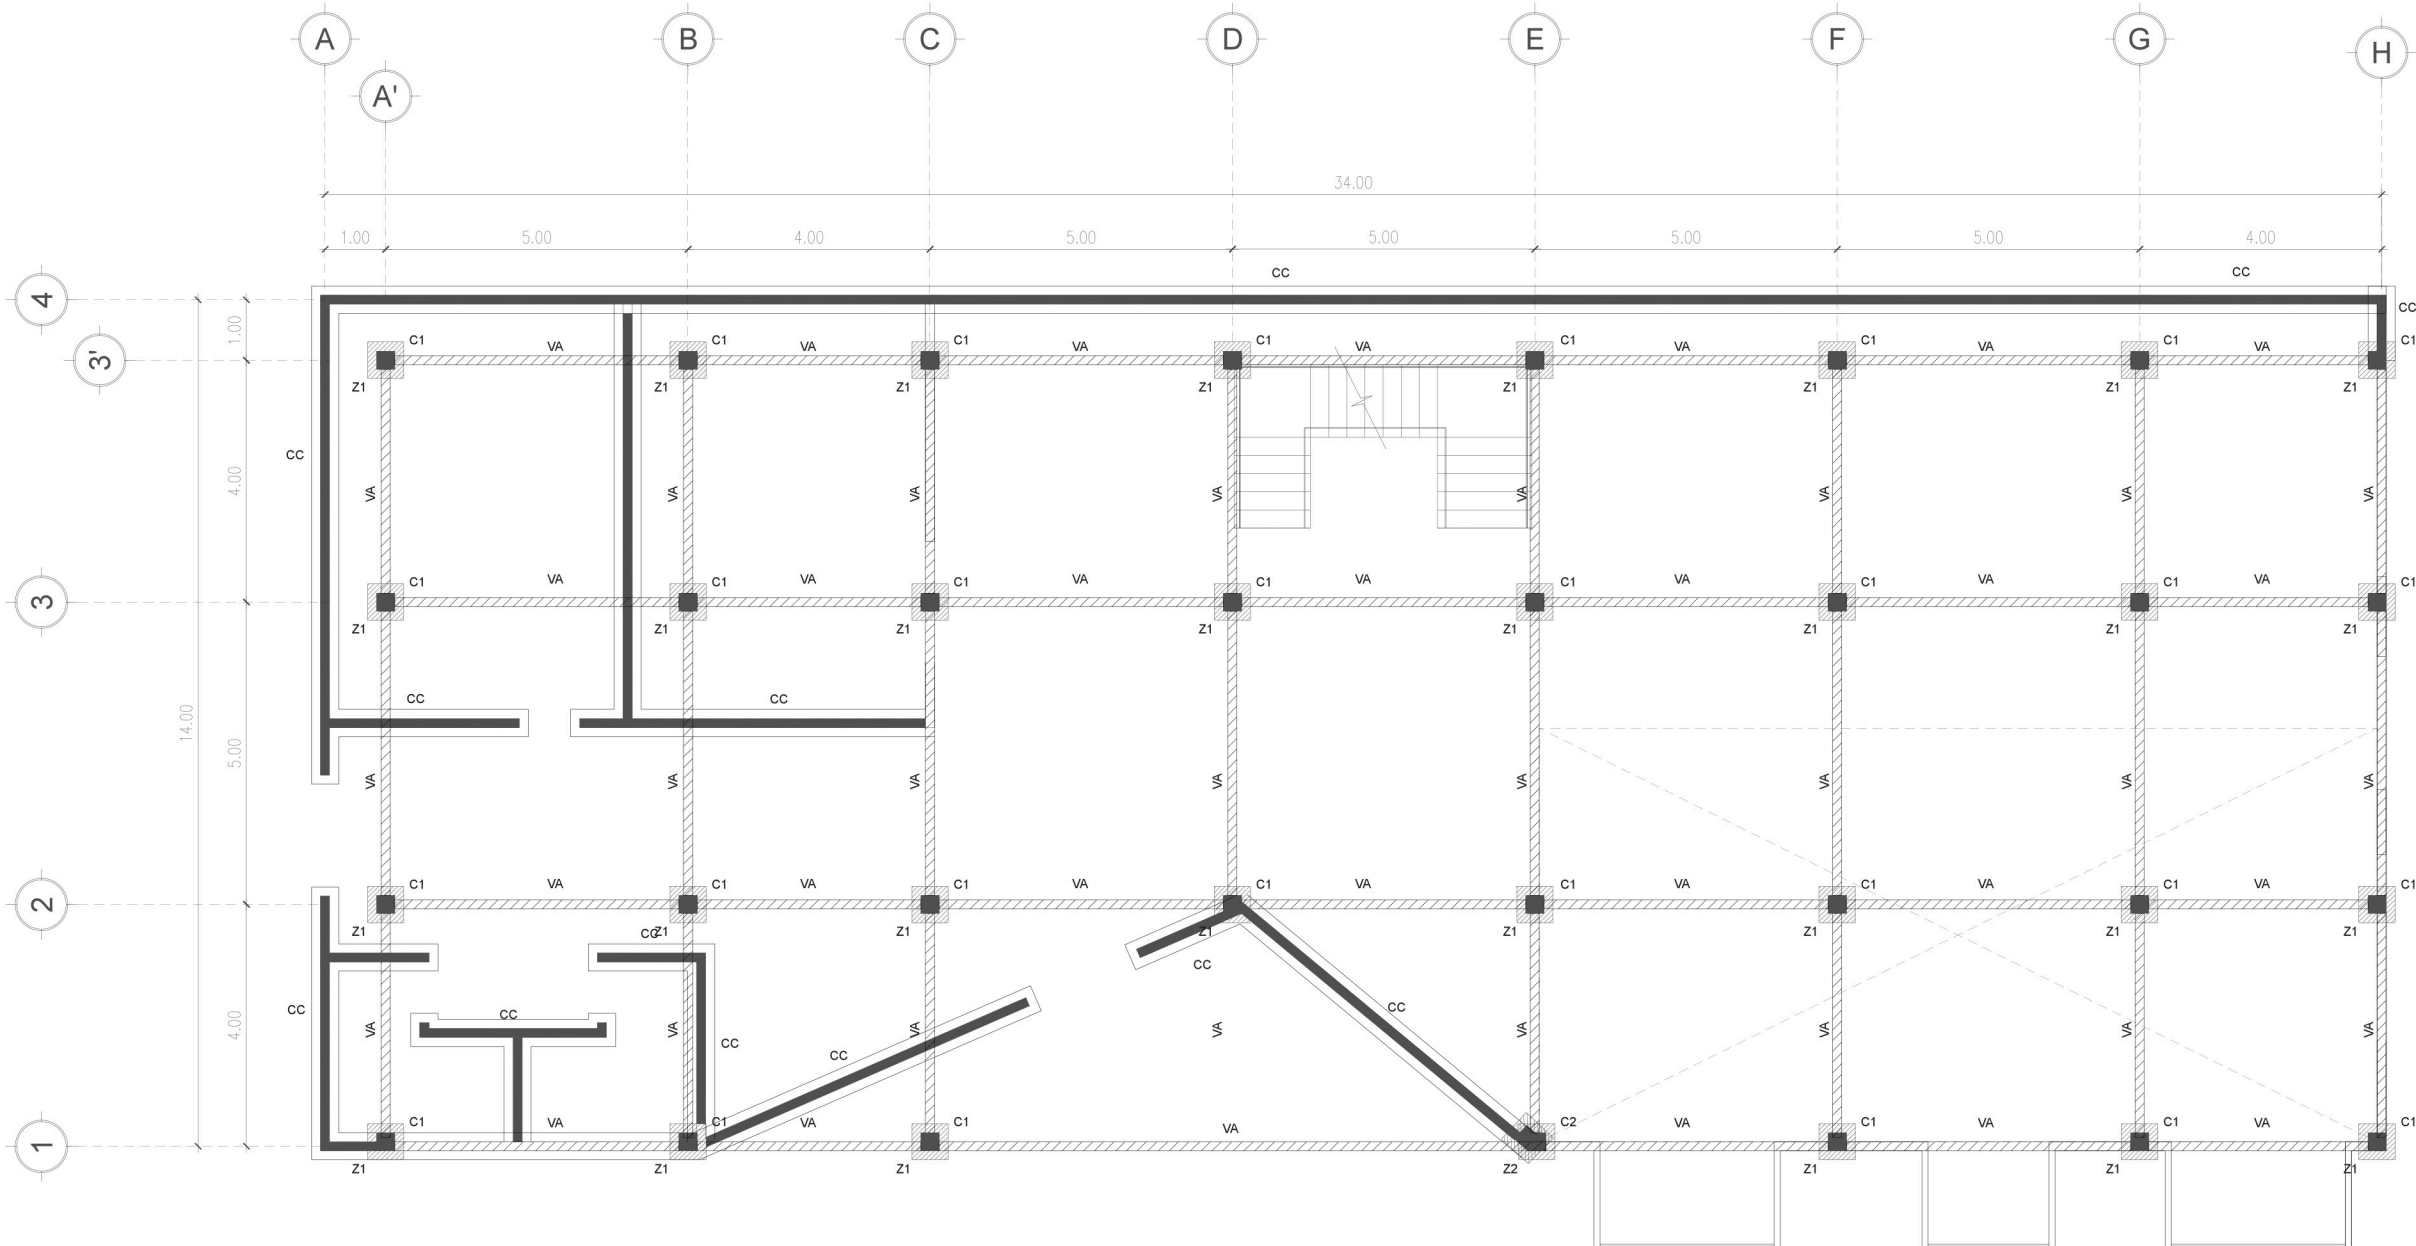 A B C D E F G H
A'
34.00
1.00 5.00 4.00 5.00 5.00 5.00 5.00 4.00
CC CC
4
CC
1.00
C1 C1 C1 C1 C1 C1 C1 C1
VA VA VA VA VA VA VA
3'
Z1 Z1 Z1 Z1 Z1 Z1 Z1 Z1
CC
4.00
VA VA VA VA VA VA VA VA
C1 VA C1 VA C1 VA C1 VA C1 VA C1 VA C1 VA C1
3
Z1 Z1 Z1 Z1 Z1 Z1 Z1 Z1
CC CC
14.00
5.00
VA VA VA VA VA VA VA VA
C1 VA C1 VA C1 VA C1 VA C1 VA C1 VA C1 VA C1
2
Z1 CC Z1 Z1 Z1 Z1 Z1 Z1 Z1
CC
CC CC CC
4.00
VA VA VA VA VA VA VA VA
CC CC
C1 VA C1 VA C1 VA C2 VA C1 VA C1 VA C1
1
Z1 Z1 Z1 Z2 Z1 Z1 Z1